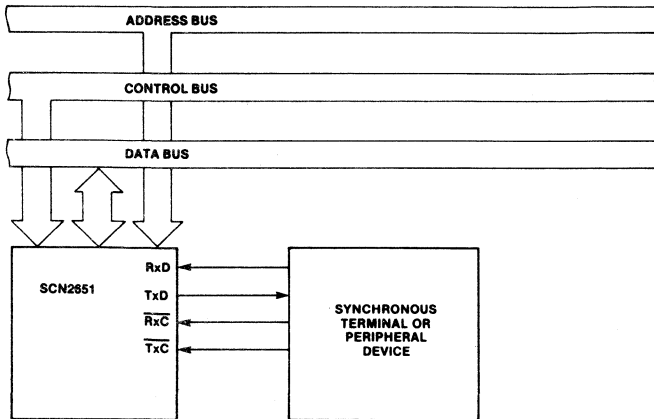 ADDRESS BUS
CONTROL BUS
DATA BUS
SCN2651
RxD
TxD
RxC
TxC
SYNCHRONOUS
TERMINAL OR
PERIPHERAL
DEVICE